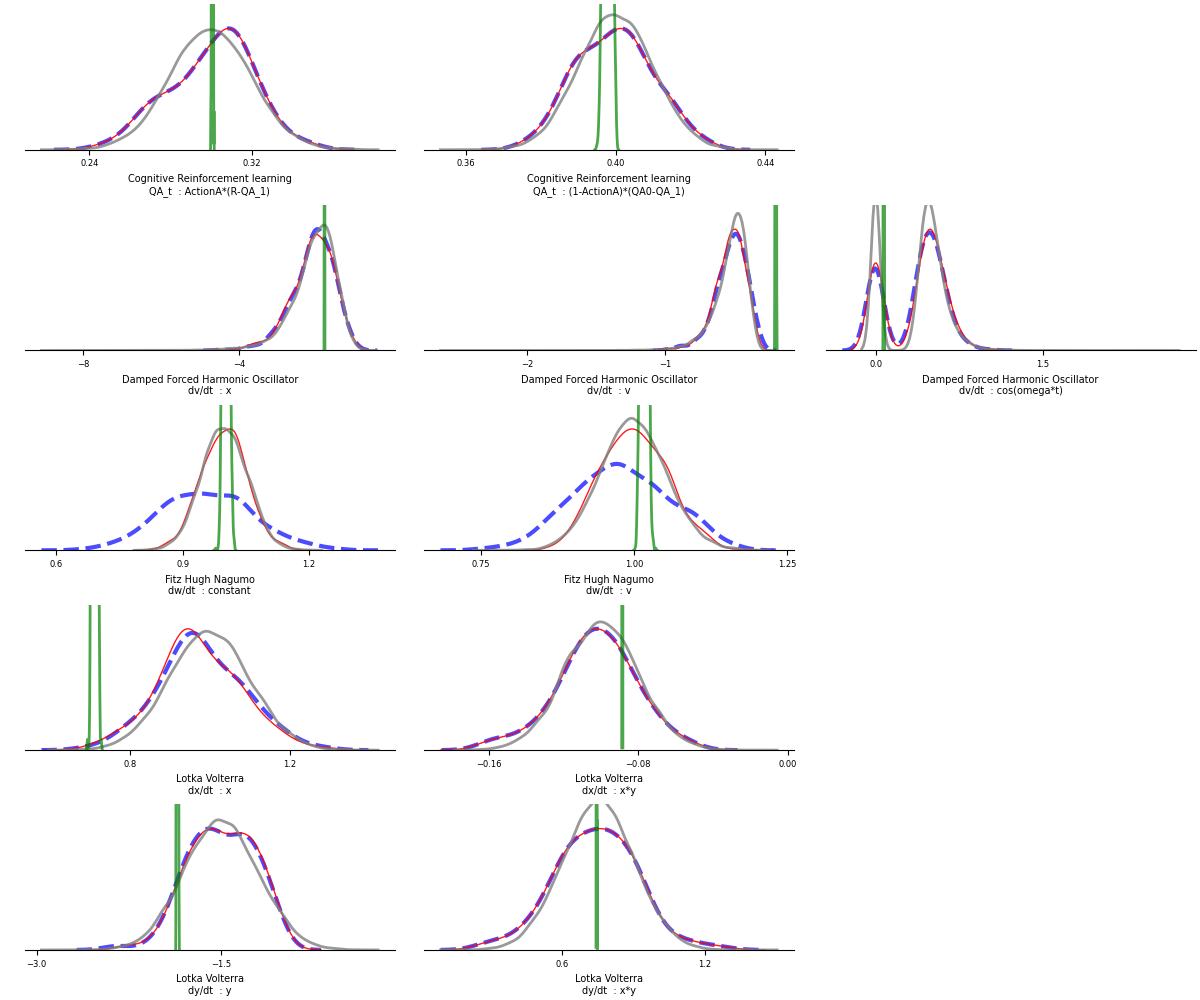 0.24 0.32
Cognitive Reinforcement learning
QA_t : ActionA*(R-QA_1)
0.36 0.40 0.44
Cognitive Reinforcement learning
QA_t : (1-ActionA)*(QA0-QA_1)
−8 −4
Damped Forced Harmonic Oscillator
dv/dt : x
−2 −1
Damped Forced Harmonic Oscillator
dv/dt : v
0.0 1.5
Damped Forced Harmonic Oscillator
dv/dt : cos(omega*t)
0.6 0.9 1.2
Fitz Hugh Nagumo
dw/dt : constant
0.75 1.00 1.25
Fitz Hugh Nagumo
dw/dt : v
0.8 1.2
Lotka Volterra
dx/dt : x
−0.16 −0.08 0.00
Lotka Volterra
dx/dt : x*y
−3.0 −1.5
Lotka Volterra
dy/dt : y
0.6 1.2
Lotka Volterra
dy/dt : x*y